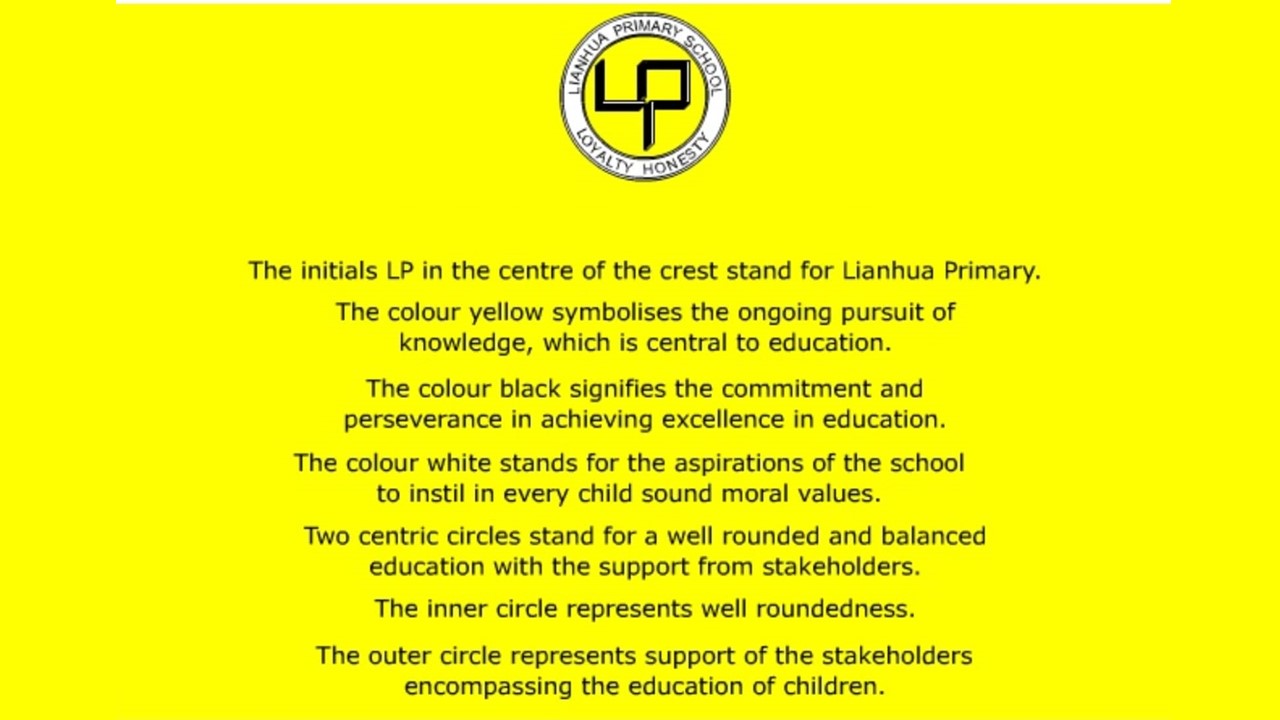 LIANHUA PRIMARY SCHOOL
LP
LOYALTY HONESTY
The initials LP in the centre of the crest stand for Lianhua Primary.
The colour yellow symbolises the ongoing pursuit of
knowledge, which is central to education.
The colour black signifies the commitment and
perseverance in achieving excellence in education.
The colour white stands for the aspirations of the school
to instil in every child sound moral values.
Two centric circles stand for a well rounded and balanced
education with the support from stakeholders.
The inner circle represents well roundedness.
The outer circle represents support of the stakeholders
encompassing the education of children.